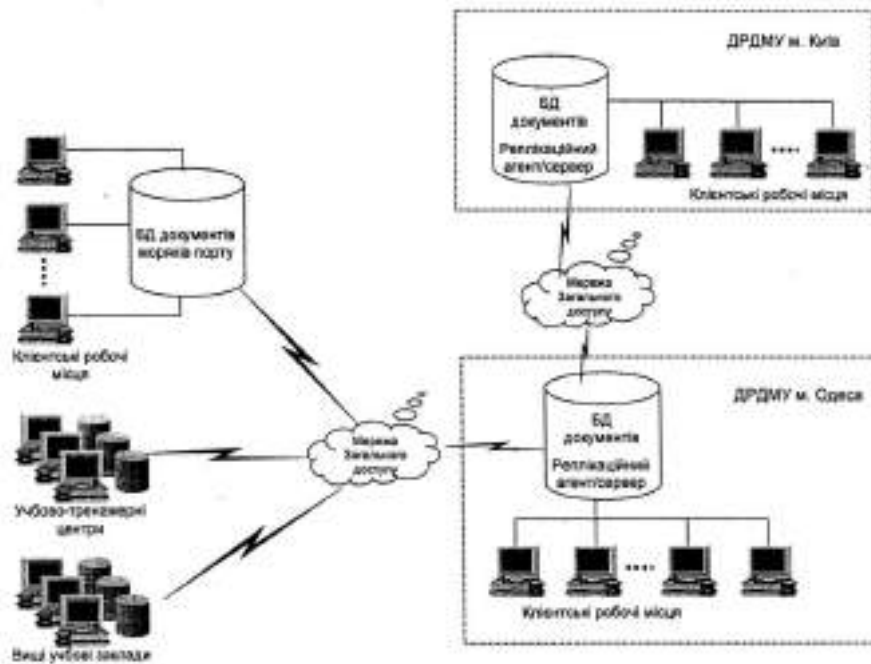 ДРДМУ м. Київ
БД
документів
Реплікаційний
агент/сервер
Клієнтські робочі місця
БД документів
моряків порту
Клієнтські робочі
місця
Мережа
Загального
доступу
ДРДМУ м. Одеса
БД
документів
Реплікаційний
агент/сервер
Клієнтські робочі місця
Мережа
Загального
доступу
Учбово-тренажерні
центри
Вищі учбові заклади